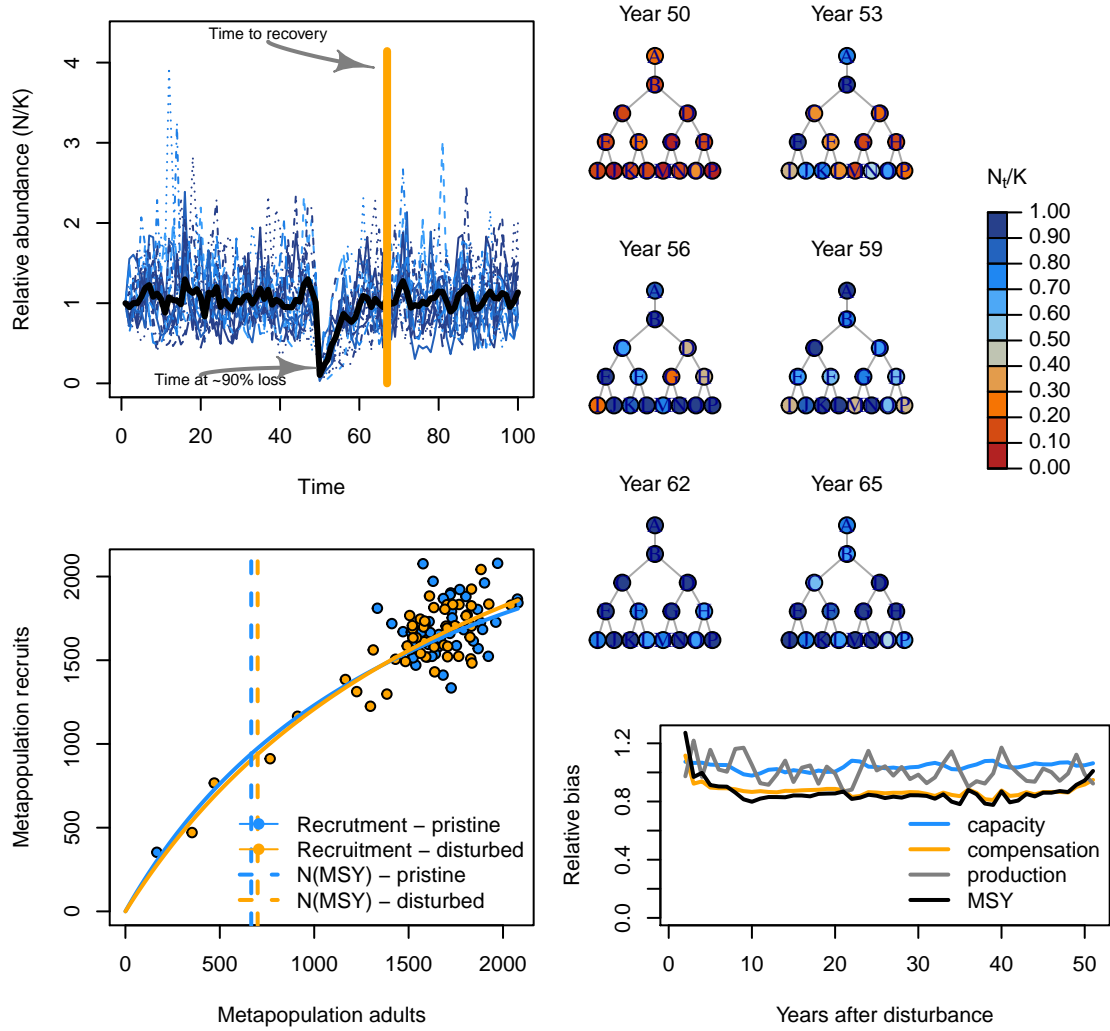 Time to recovery
Time at ~90% loss
Relative abundance (N/K)
0
1
2
3
4
0 20 40 60 80 100
Time
Year 50
A
B
E F G H
Year 53
A
B
E F G H
Year 56
A
B
E F G H
Year 59
A
B
E F G H
Year 62
A
B
E F G H
Year 65
A
B
E F G H
Nt/K
1.00
0.90
0.80
0.70
0.60
0.50
0.40
0.30
0.20
0.10
0.00
Metapopulation recruits
0
500
1000
1500
2000
Recrutment – pristine
Recruitment – disturbed
N(MSY) – pristine
N(MSY) – disturbed
0 500 1000 1500 2000
Metapopulation adults
Relative bias
0.0
0.4
0.8
1.2
capacity
compensation
production
MSY
0 10 20 30 40 50
Years after disturbance